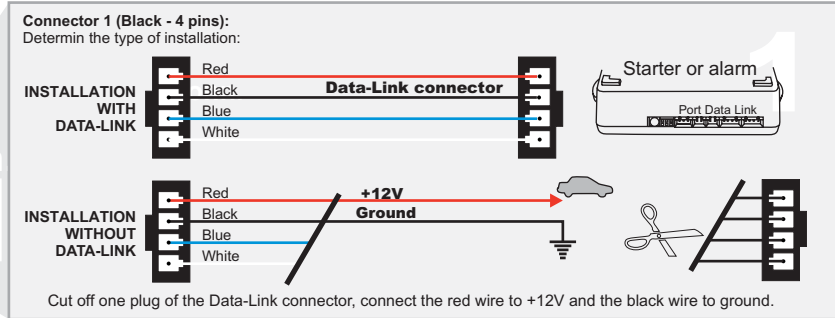 Connector 1 (Black - 4 pins):
Determin the type of installation:
1
INSTALLATION
WITH
DATA-LINK
Red
Black
Blue
White
Data-Link connector
Starter or alarm
Port Data Link
INSTALLATION
WITHOUT
DATA-LINK
Red
Black
Blue
White
+12V
Ground
Cut off one plug of the Data-Link connector, connect the red wire to +12V and the black wire to ground.